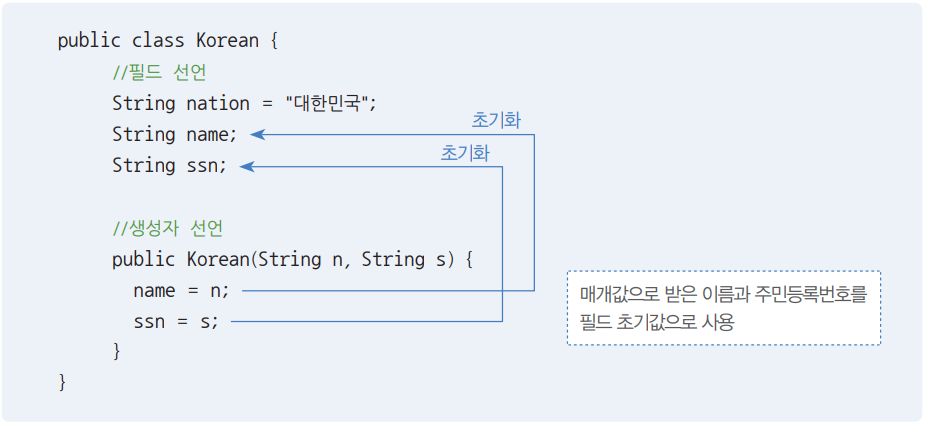 public class Korean {
//필드 선언
String nation = "대한민국";
String name;
초기화
String ssn;
초기화
//생성자 선언
public Korean(String n, String s) {
name = n;
ssn = s;
}
}
매개값으로 받은 이름과 주민등록번호를
필드 초기값으로 사용